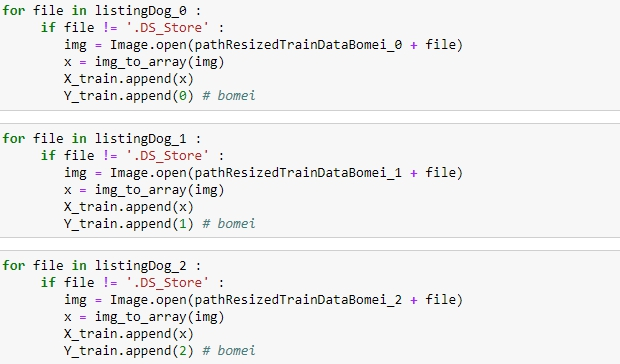 for file in listingDog_0 :
if file != '.DS_Store' :
img = Image.open(pathResizedTrainDataBomei_0 + file)
x = img_to_array(img)
X_train.append(x)
Y_train.append(0) # bomei
for file in listingDog_1 :
if file != '.DS_Store' :
img = Image.open(pathResizedTrainDataBomei_1 + file)
x = img_to_array(img)
X_train.append(x)
Y_train.append(1) # bomei
for file in listingDog_2 :
if file != '.DS_Store' :
img = Image.open(pathResizedTrainDataBomei_2 + file)
x = img_to_array(img)
X_train.append(x)
Y_train.append(2) # bomei